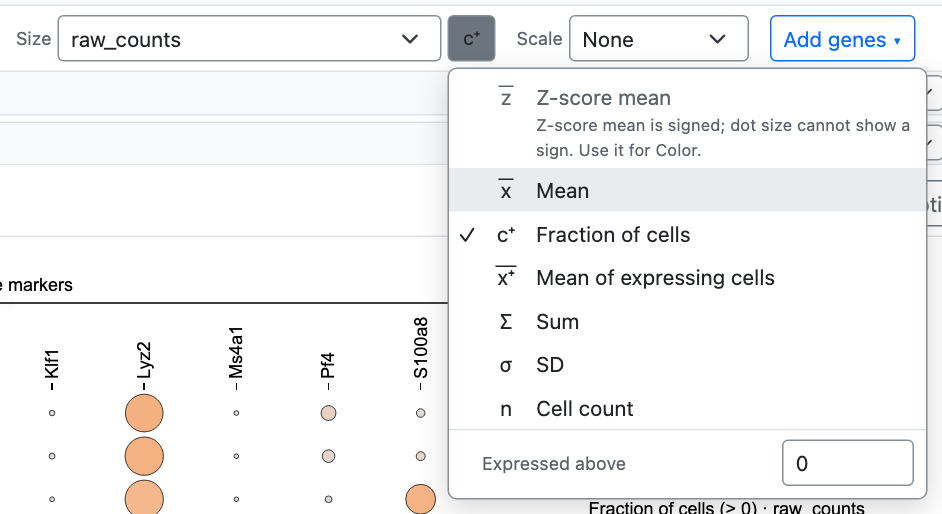 Size raw_counts c⁺ Scale None Add genes ▾
z̅ Z-score mean
Z-score mean is signed; dot size cannot show a
sign. Use it for Color.
x̅ Mean
✓ c⁺ Fraction of cells
x̅⁺ Mean of expressing cells
Σ Sum
σ SD
n Cell count
Expressed above 0
markers
Klf1
Lyz2
Ms4a1
Pf4
S100a8
Fraction of cells (> 0) · raw_counts